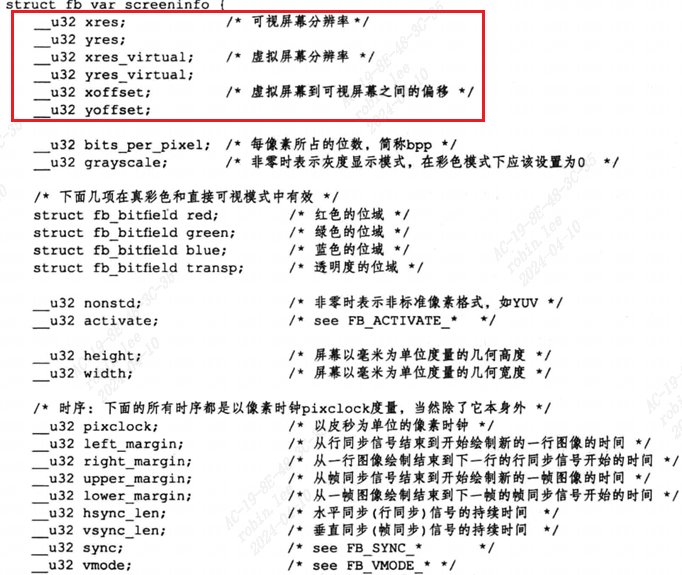 struct fb_var_screeninfo {
__u32 xres; /* 可视屏幕分辨率 */
__u32 yres;
__u32 xres_virtual; /* 虚拟屏幕分辨率 */
__u32 yres_virtual;
__u32 xoffset; /* 虚拟屏幕到可视屏幕之间的偏移 */
__u32 yoffset;
__u32 bits_per_pixel; /* 每像素所占的位数，简称bpp */
__u32 grayscale; /* 非零时表示灰度显示模式，在彩色模式下应该设置为0 */
/* 下面几项在真彩色和直接可视模式中有效 */
struct fb_bitfield red; /* 红色的位域 */
struct fb_bitfield green; /* 绿色的位域 */
struct fb_bitfield blue; /* 蓝色的位域 */
struct fb_bitfield transp; /* 透明度的位域 */
__u32 nonstd; /* 非零时表示非标准像素格式，如YUV */
__u32 activate; /* see FB_ACTIVATE_* */
__u32 height; /* 屏幕以毫米为单位度量的几何高度 */
__u32 width; /* 屏幕以毫米为单位度量的几何宽度 */
/* 时序：下面的所有时序都是以像素时钟pixclock度量，当然除了它本身外 */
__u32 pixclock; /* 以皮秒为单位的像素时钟 */
__u32 left_margin; /* 从行同步信号结束到开始绘制新的一行图像的时间 */
__u32 right_margin; /* 从一行图像绘制结束到下一行的行同步信号开始的时间 */
__u32 upper_margin; /* 从帧同步信号结束到开始绘制新的一帧图像的时间 */
__u32 lower_margin; /* 从一帧图像绘制结束到下一帧的帧同步信号开始的时间 */
__u32 hsync_len; /* 水平同步(行同步)信号的持续时间 */
__u32 vsync_len; /* 垂直同步(帧同步)信号的持续时间 */
__u32 sync; /* see FB_SYNC_* */
__u32 vmode; /* see FB_VMODE_* */
AC-19-8E-48-3C-35
robin.lee
2024-04-10